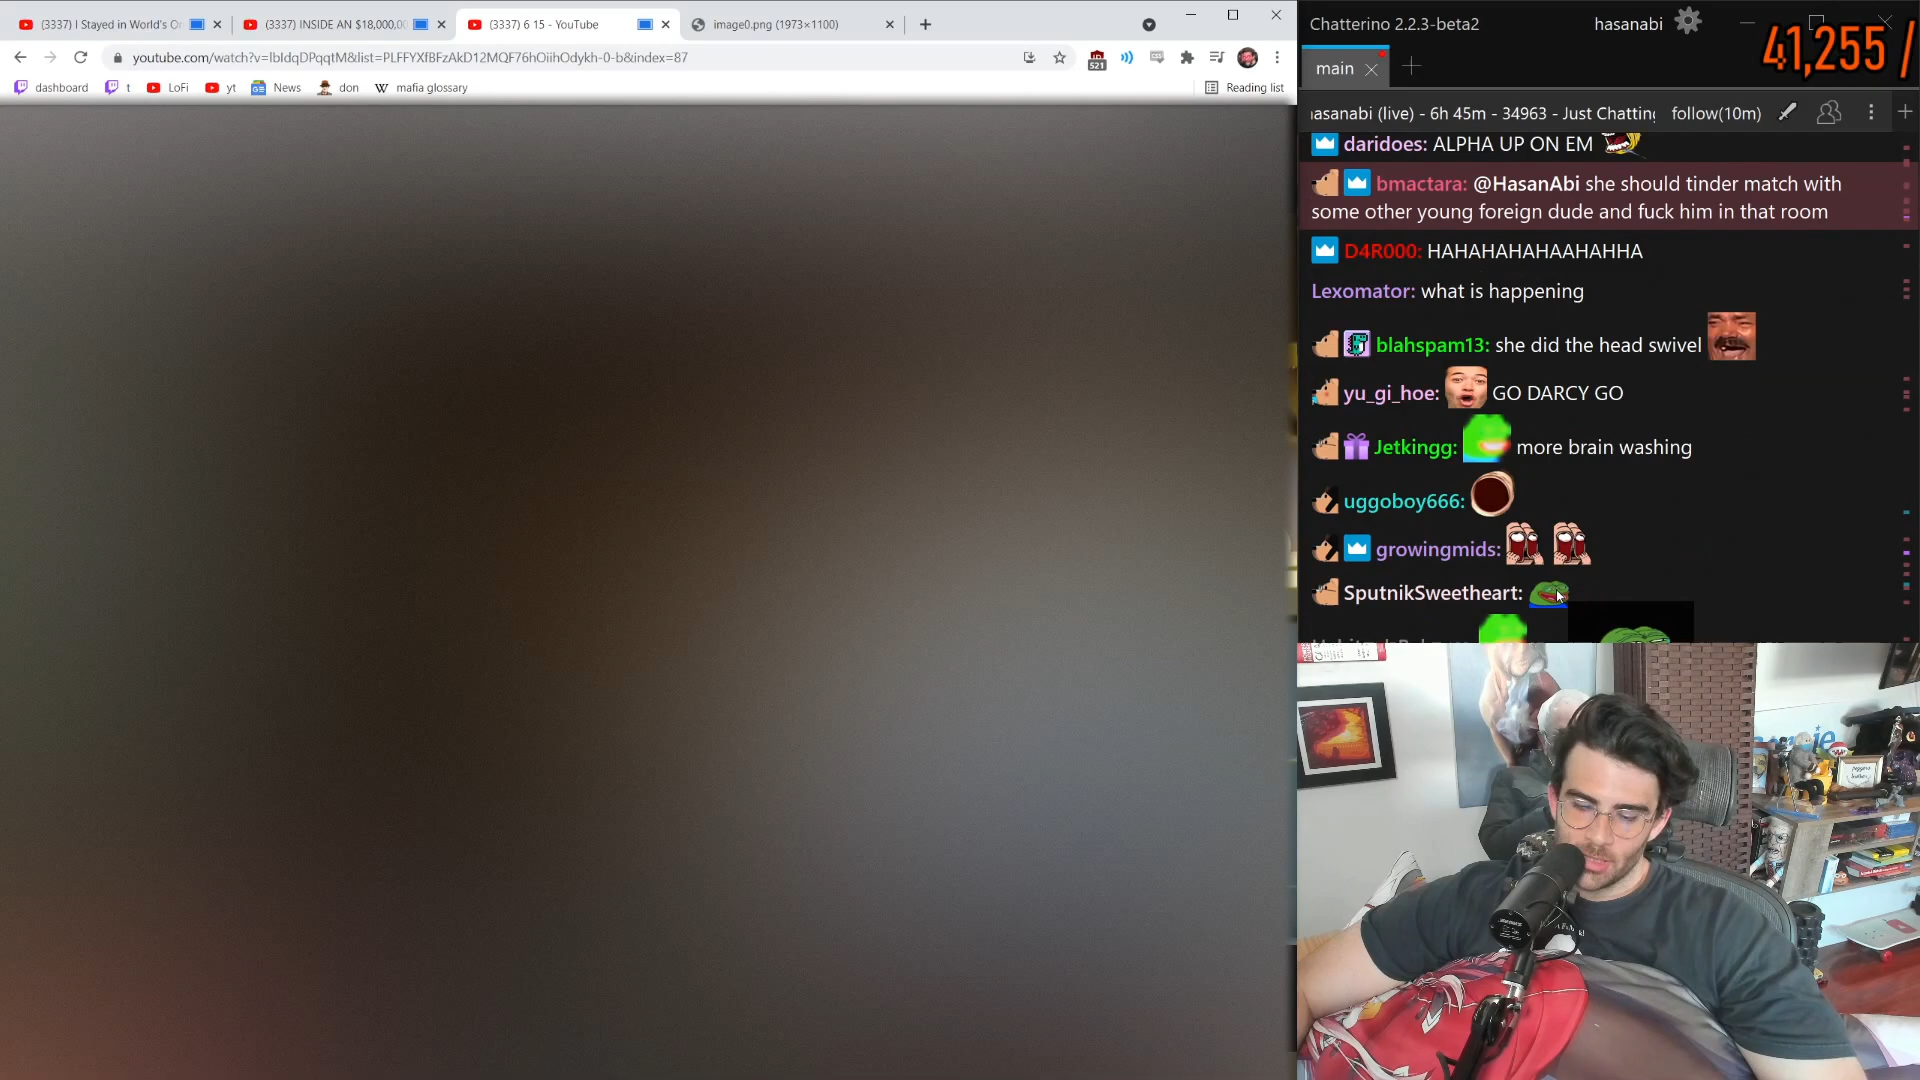 (3337) I Stayed in World's Or
(3337) INSIDE AN $18,000,00
(3337) 6 15 - YouTube
image0.png (1973×1100)
youtube.com/watch?v=lbIdqDPqqtM&list=PLFFYXfBFzAkD12MQF76hOiihOdykh-0-b&index=87
521
dashboard
t
LoFi
yt
News
don
mafia glossary
Reading list
Chatterino 2.2.3-beta2
hasanabi
41,255 /
main
asanabi (live) - 6h 45m - 34963 - Just Chatting
follow(10m)
daridoes: ALPHA UP ON EM
bmactara: @HasanAbi she should tinder match with
some other young foreign dude and fuck him in that room
D4R000: HAHAHAHAHAAHAHHA
Lexomator: what is happening
blahspam13: she did the head swivel
yu_gi_hoe: GO DARCY GO
Jetkingg: more brain washing
uggoboy666:
growingmids:
SputnikSweetheart: